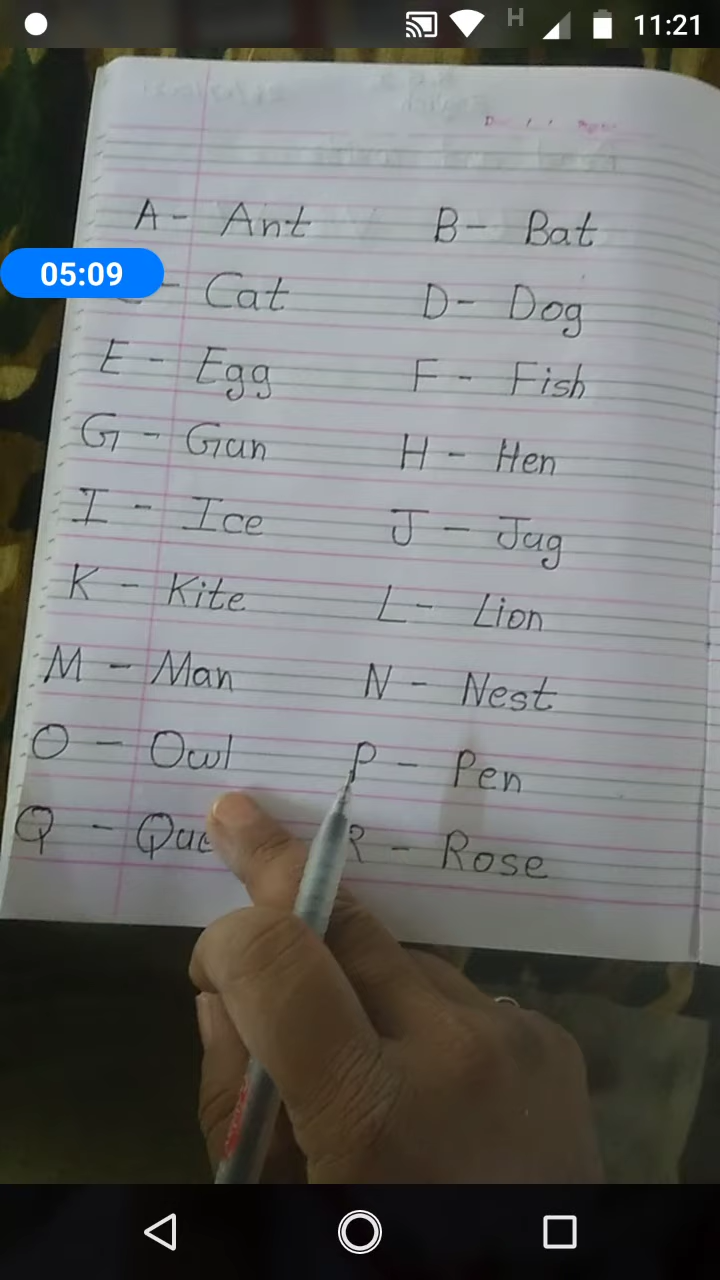 H 11:21
A - Ant B - Bat
05:09
- Cat D - Dog
E - Egg F - Fish
G - Gun H - Hen
I - Ice J - Jug
K - Kite L - Lion
M - Man N - Nest
O - Owl P - Pen
Q - R - Rose